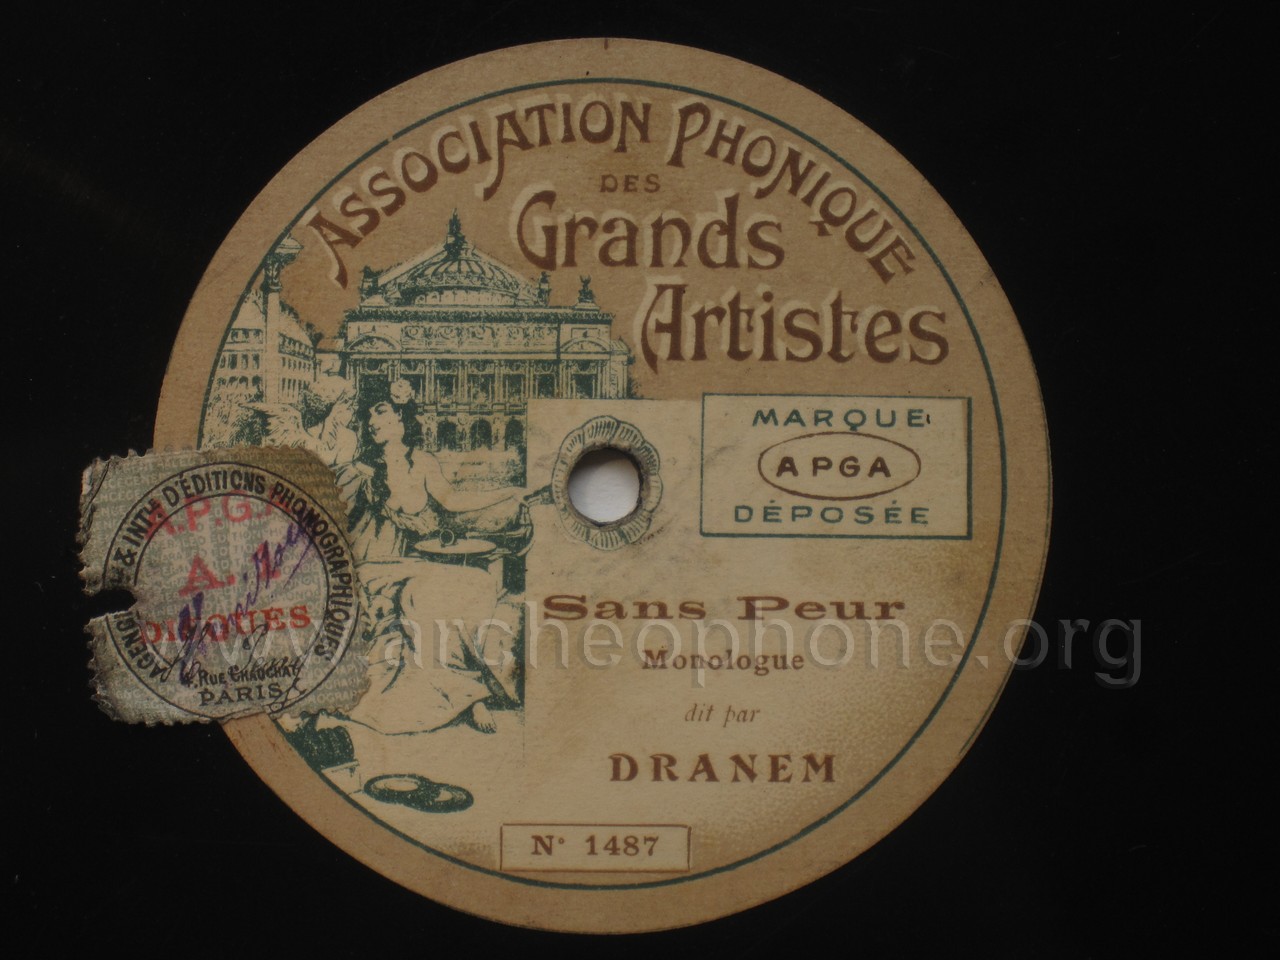 ASSOCIATION PHONIQUE
DES
Grands
Artistes
MARQUE
APGA
DÉPOSÉE
Sans Peur
Monologue
dit par
DRANEM
N° 1487
& INTLE D'ÉDITIONS PHONOGRAPHIQUES
A.P.G.
A.
DISQUES
RUE CHAUCHAT
PARIS
www.archeophone.org